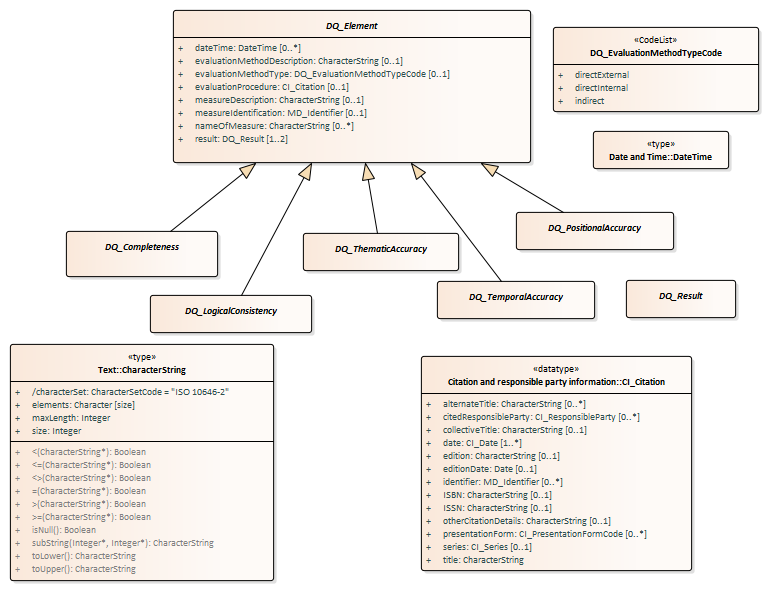 DQ_Element
+ dateTime: DateTime [0..*]
+ evaluationMethodDescription: CharacterString [0..1]
+ evaluationMethodType: DQ_EvaluationMethodTypeCode [0..1]
+ evaluationProcedure: CI_Citation [0..1]
+ measureDescription: CharacterString [0..1]
+ measureIdentification: MD_Identifier [0..1]
+ nameOfMeasure: CharacterString [0..*]
+ result: DQ_Result [1..2]
«CodeList»
DQ_EvaluationMethodTypeCode
+ directExternal
+ directInternal
+ indirect
«type»
Date and Time::DateTime
DQ_Completeness
DQ_ThematicAccuracy
DQ_PositionalAccuracy
DQ_LogicalConsistency
DQ_TemporalAccuracy
DQ_Result
«type»
Text::CharacterString
+ /characterSet: CharacterSetCode = "ISO 10646-2"
+ elements: Character [size]
+ maxLength: Integer
+ size: Integer
+ <(CharacterString*): Boolean
+ <=(CharacterString*): Boolean
+ <>(CharacterString*): Boolean
+ =(CharacterString*): Boolean
+ >(CharacterString*): Boolean
+ >=(CharacterString*): Boolean
+ isNull(): Boolean
+ subString(Integer*, Integer*): CharacterString
+ toLower(): CharacterString
+ toUpper(): CharacterString
«datatype»
Citation and responsible party information::CI_Citation
+ alternateTitle: CharacterString [0..*]
+ citedResponsibleParty: CI_ResponsibleParty [0..*]
+ collectiveTitle: CharacterString [0..1]
+ date: CI_Date [1..*]
+ edition: CharacterString [0..1]
+ editionDate: Date [0..1]
+ identifier: MD_Identifier [0..*]
+ ISBN: CharacterString [0..1]
+ ISSN: CharacterString [0..1]
+ otherCitationDetails: CharacterString [0..1]
+ presentationForm: CI_PresentationFormCode [0..*]
+ series: CI_Series [0..1]
+ title: CharacterString